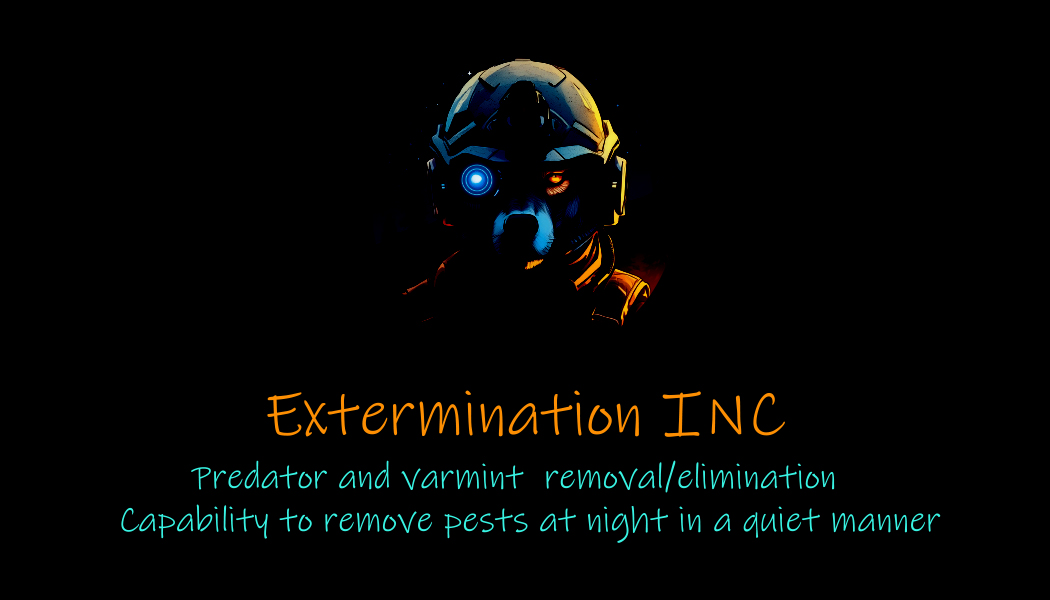 Extermination INC
Predator and varmint removal/elimination
Capability to remove pests at night in a quiet manner